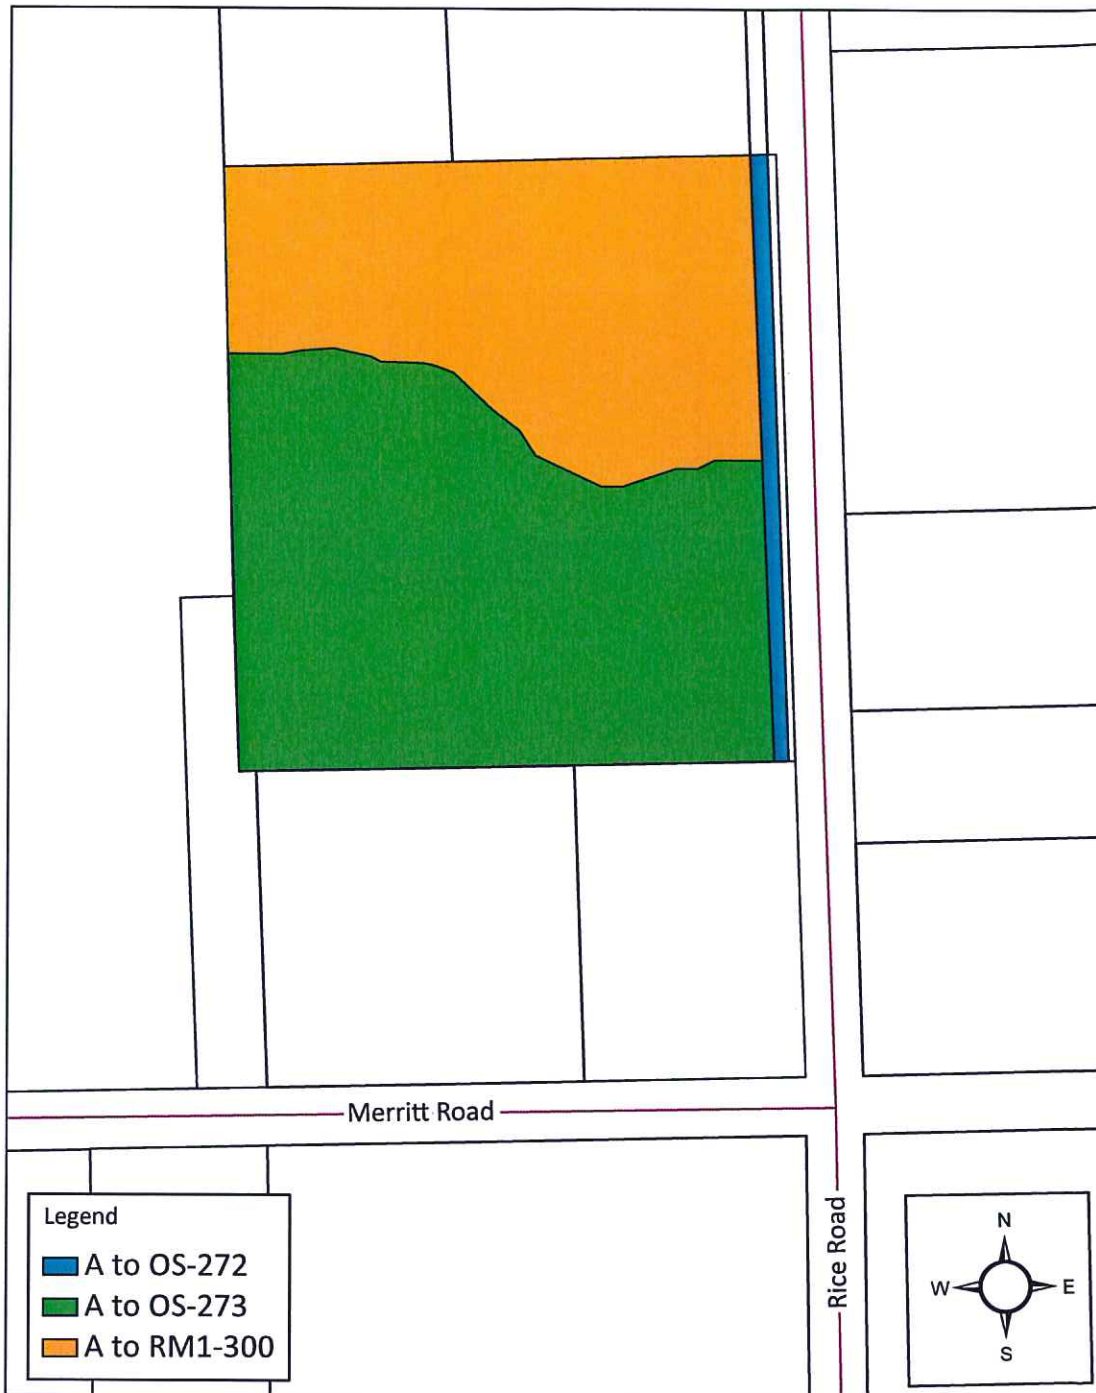 Merritt Road
Rice Road
Legend
A to OS-272
A to OS-273
A to RM1-300
N
W
E
S